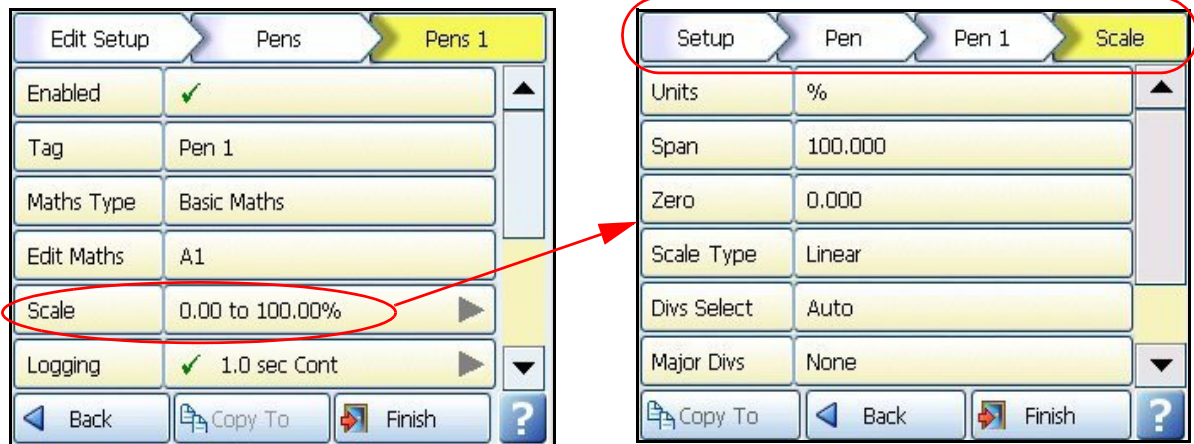 Edit Setup Pens Pens 1
Enabled
Tag Pen 1
Maths Type Basic Maths
Edit Maths A1
Scale 0.00 to 100.00%
Logging 1.0 sec Cont
Back Copy To Finish ?
Setup Pen Pen 1 Scale
Units %
Span 100.000
Zero 0.000
Scale Type Linear
Divs Select Auto
Major Divs None
Copy To Back Finish ?